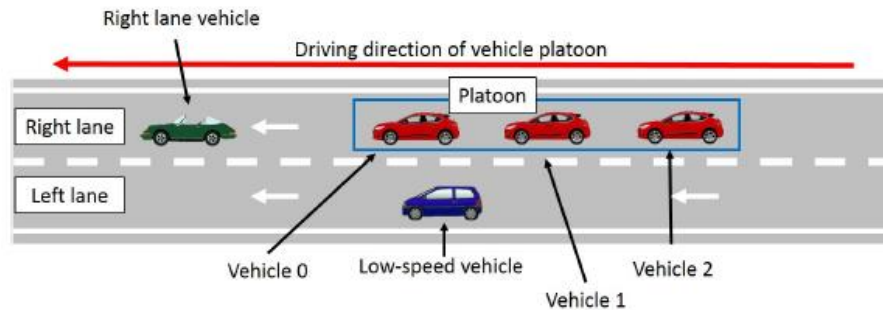 Right lane vehicle
Driving direction of vehicle platoon
Platoon
Right lane
Left lane
Vehicle 0
Low-speed vehicle
Vehicle 1
Vehicle 2